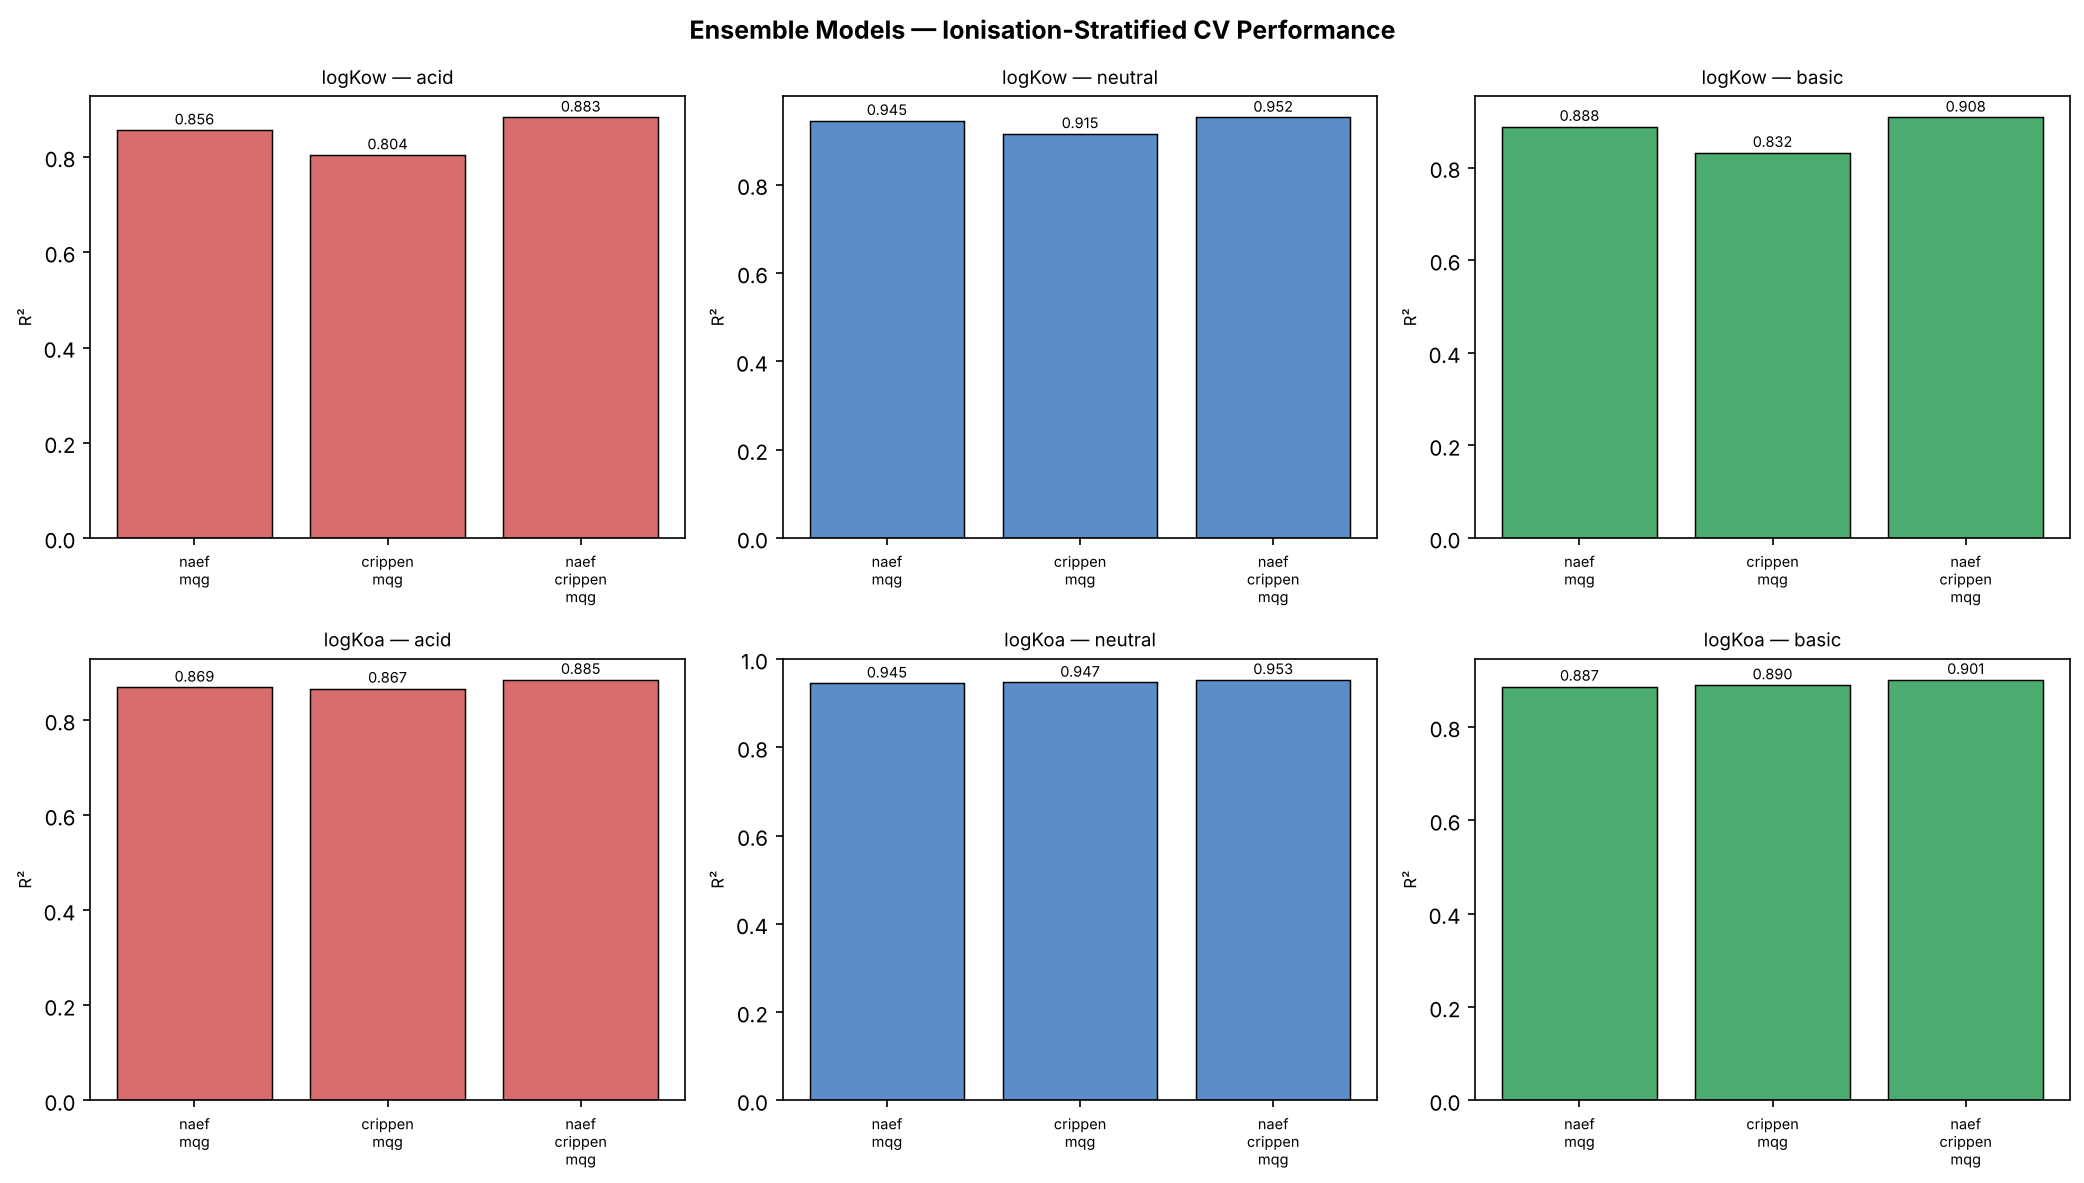 Ensemble Models — Ionisation-Stratified CV Performance
logKow — acid
R²
0.8
0.6
0.4
0.2
0.0
0.856
0.804
0.883
naef
mqg
crippen
mqg
naef
crippen
mqg
logKow — neutral
R²
0.8
0.6
0.4
0.2
0.0
0.945
0.915
0.952
naef
mqg
crippen
mqg
naef
crippen
mqg
logKow — basic
R²
0.8
0.6
0.4
0.2
0.0
0.888
0.832
0.908
naef
mqg
crippen
mqg
naef
crippen
mqg
logKoa — acid
R²
0.8
0.6
0.4
0.2
0.0
0.869
0.867
0.885
naef
mqg
crippen
mqg
naef
crippen
mqg
logKoa — neutral
R²
1.0
0.8
0.6
0.4
0.2
0.0
0.945
0.947
0.953
naef
mqg
crippen
mqg
naef
crippen
mqg
logKoa — basic
R²
0.8
0.6
0.4
0.2
0.0
0.887
0.890
0.901
naef
mqg
crippen
mqg
naef
crippen
mqg